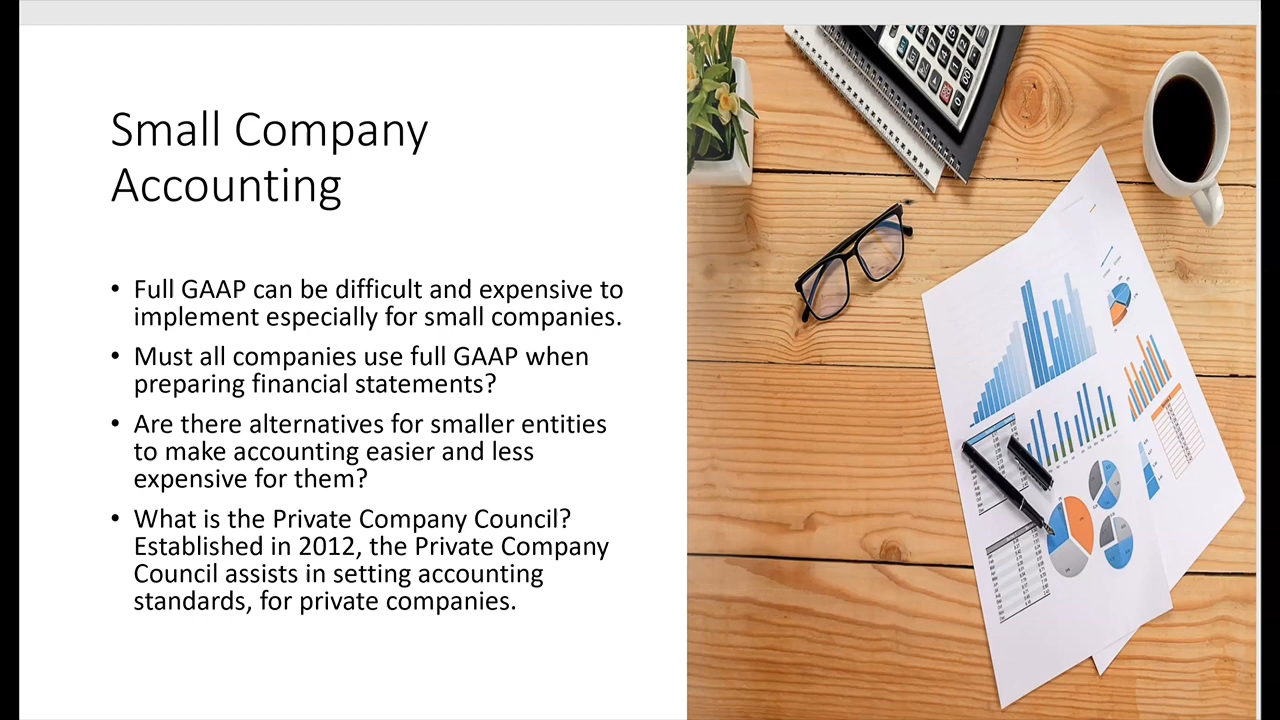 Small Company
Accounting
• Full GAAP can be difficult and expensive to
implement especially for small companies.
• Must all companies use full GAAP when
preparing financial statements?
• Are there alternatives for smaller entities
to make accounting easier and less
expensive for them?
• What is the Private Company Council?
Established in 2012, the Private Company
Council assists in setting accounting
standards, for private companies.